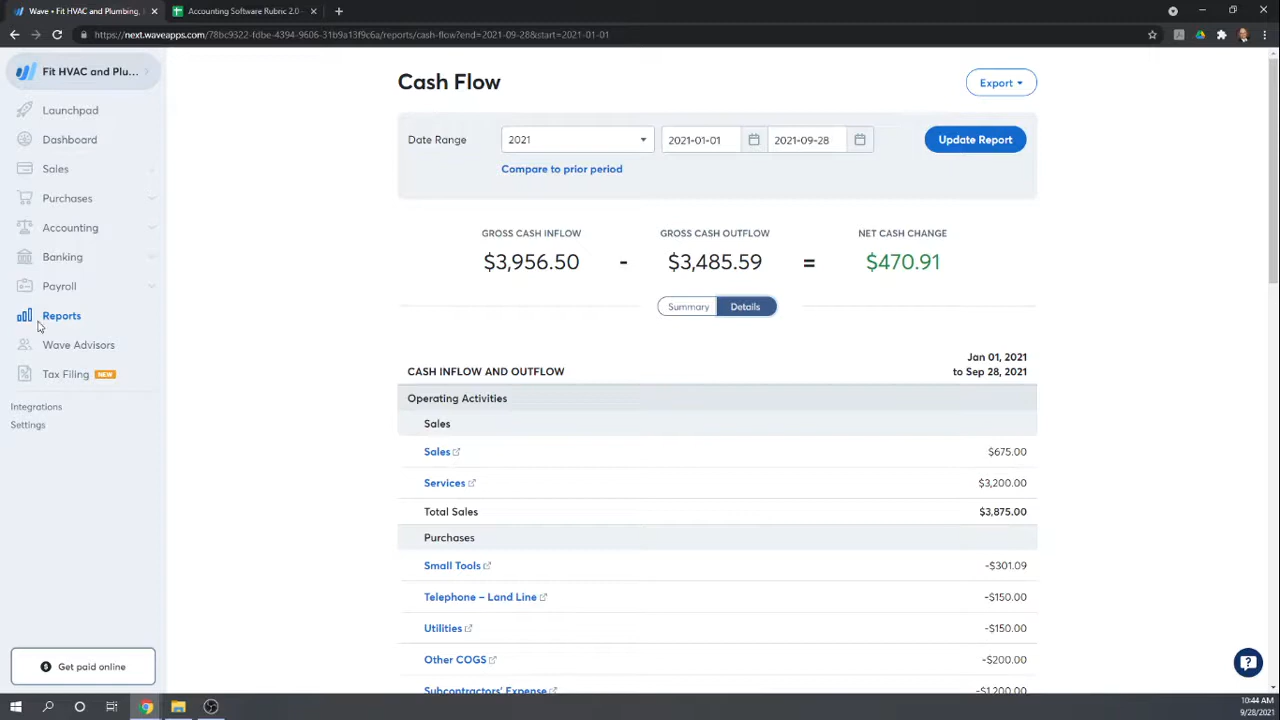 Wave • Fit HVAC and Plumbing,
Accounting Software Rubric 2.0 -
https://next.waveapps.com/78bc9322-fdbe-4394-9606-31b9a13f9c6a/reports/cash-flow?end=2021-09-28&start=2021-01-01
Fit HVAC and Plu...
Launchpad
Dashboard
Sales
Purchases
Accounting
Banking
Payroll
Reports
Wave Advisors
Tax Filing NEW
Integrations
Settings
Get paid online
Cash Flow
Export
Date Range
2021
2021-01-01
2021-09-28
Update Report
Compare to prior period
GROSS CASH INFLOW
GROSS CASH OUTFLOW
NET CASH CHANGE
$3,956.50 - $3,485.59 = $470.91
Summary
Details
CASH INFLOW AND OUTFLOW
Jan 01, 2021
to Sep 28, 2021
Operating Activities
Sales
Sales $675.00
Services $3,200.00
Total Sales $3,875.00
Purchases
Small Tools -$301.09
Telephone – Land Line -$150.00
Utilities -$150.00
Other COGS -$200.00
Subcontractors' Expense -$1,200.00
10:44 AM
9/28/2021